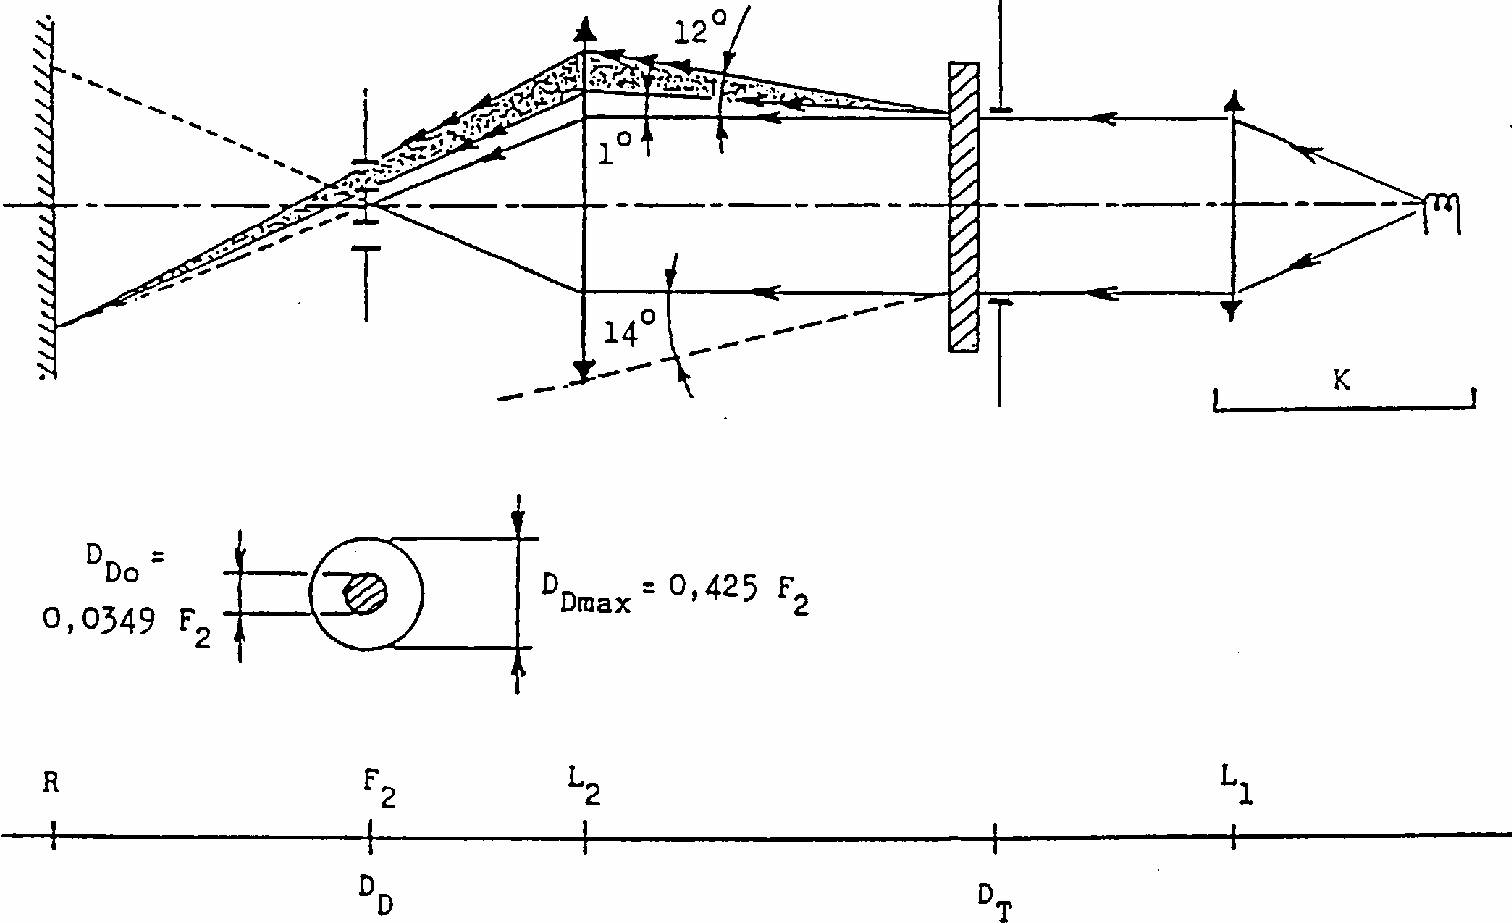 12°
1°
14°
K
D_Do =
0,0349 F_2
D_Dmax = 0,425 F_2
R F_2 L_2 L_1
D_D D_T